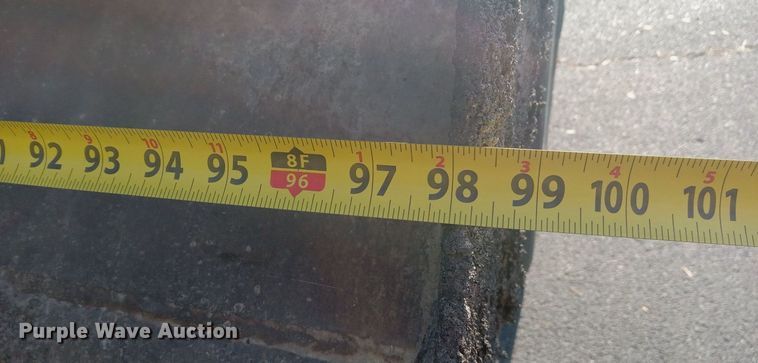 8 9 10 11 1 2 3 4 5
92 93 94 95 8F 96 97 98 99 100 101
Purple Wave Auction